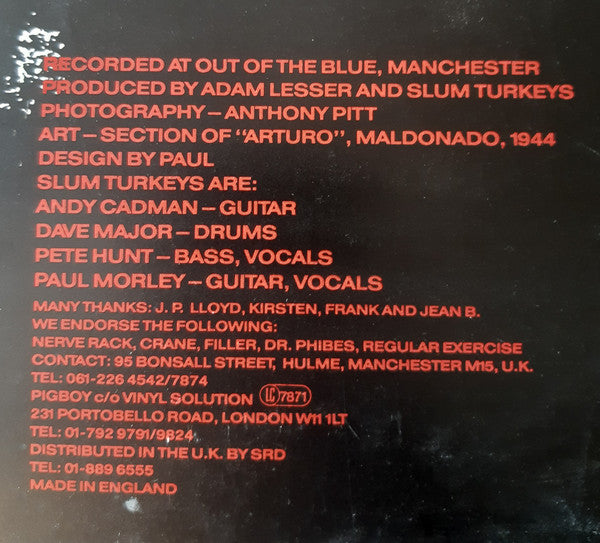 RECORDED AT OUT OF THE BLUE, MANCHESTER
PRODUCED BY ADAM LESSER AND SLUM TURKEYS
PHOTOGRAPHY – ANTHONY PITT
ART – SECTION OF "ARTURO", MALDONADO, 1944
DESIGN BY PAUL
SLUM TURKEYS ARE:
ANDY CADMAN – GUITAR
DAVE MAJOR – DRUMS
PETE HUNT – BASS, VOCALS
PAUL MORLEY – GUITAR, VOCALS
MANY THANKS: J. P. LLOYD, KIRSTEN, FRANK AND JEAN B.
WE ENDORSE THE FOLLOWING:
NERVE RACK, CRANE, FILLER, DR. PHIBES, REGULAR EXERCISE
CONTACT: 95 BONSALL STREET, HULME, MANCHESTER M15, U.K.
TEL: 061-226 4542/7874
PIGBOY c/o VINYL SOLUTION LC 7871
231 PORTOBELLO ROAD, LONDON W11 1LT
TEL: 01-792 9791/9824
DISTRIBUTED IN THE U.K. BY SRD
TEL: 01-889 6555
MADE IN ENGLAND